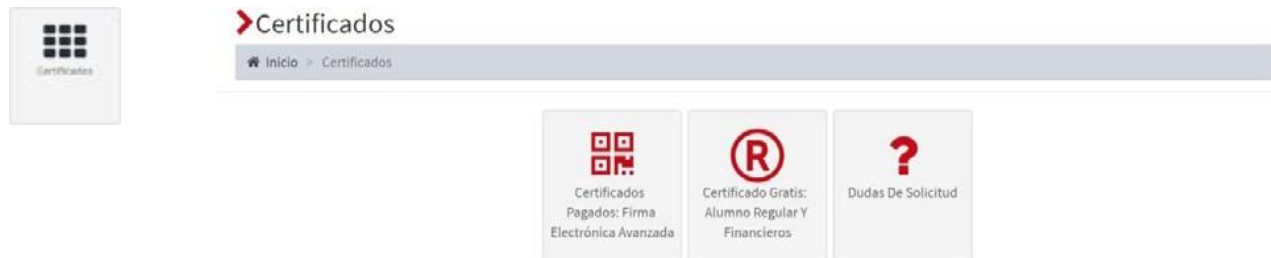 Certificados
Certificados
Inicio > Certificados
Certificados
Pagados: Firma
Electrónica Avanzada
R
Certificado Gratis:
Alumno Regular Y
Financieros
?
Dudas De Solicitud